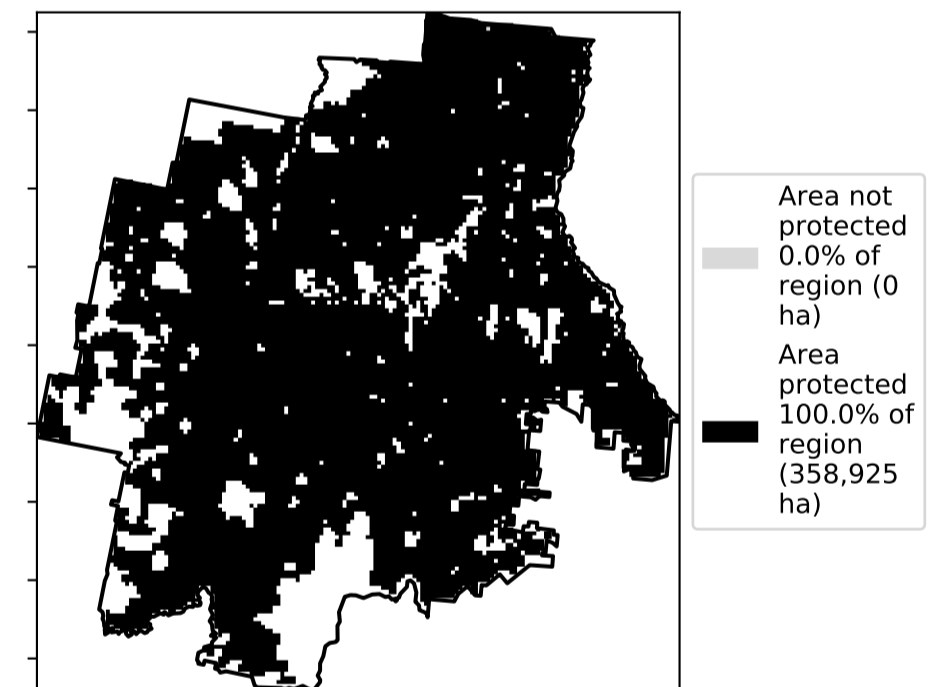 Area not
protected
0.0% of
region (0
ha)
Area
protected
100.0% of
region
(358,925
ha)